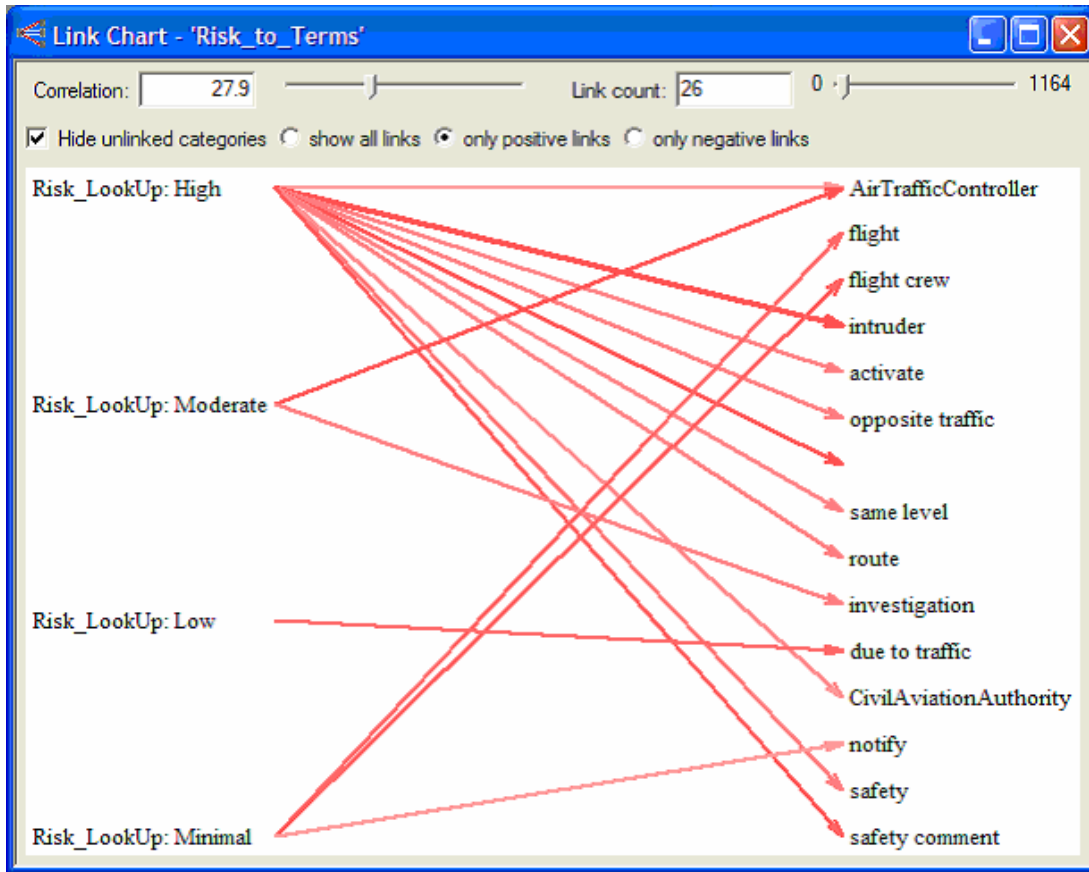 Link Chart - 'Risk_to_Terms'
Correlation: 27.9 Link count: 26 0 1164
Hide unlinked categories show all links only positive links only negative links
Risk_LookUp: High AirTrafficController
flight
flight crew
intruder
activate
Risk_LookUp: Moderate
opposite traffic
same level
route
investigation
Risk_LookUp: Low
due to traffic
CivilAviationAuthority
notify
safety
Risk_LookUp: Minimal safety comment